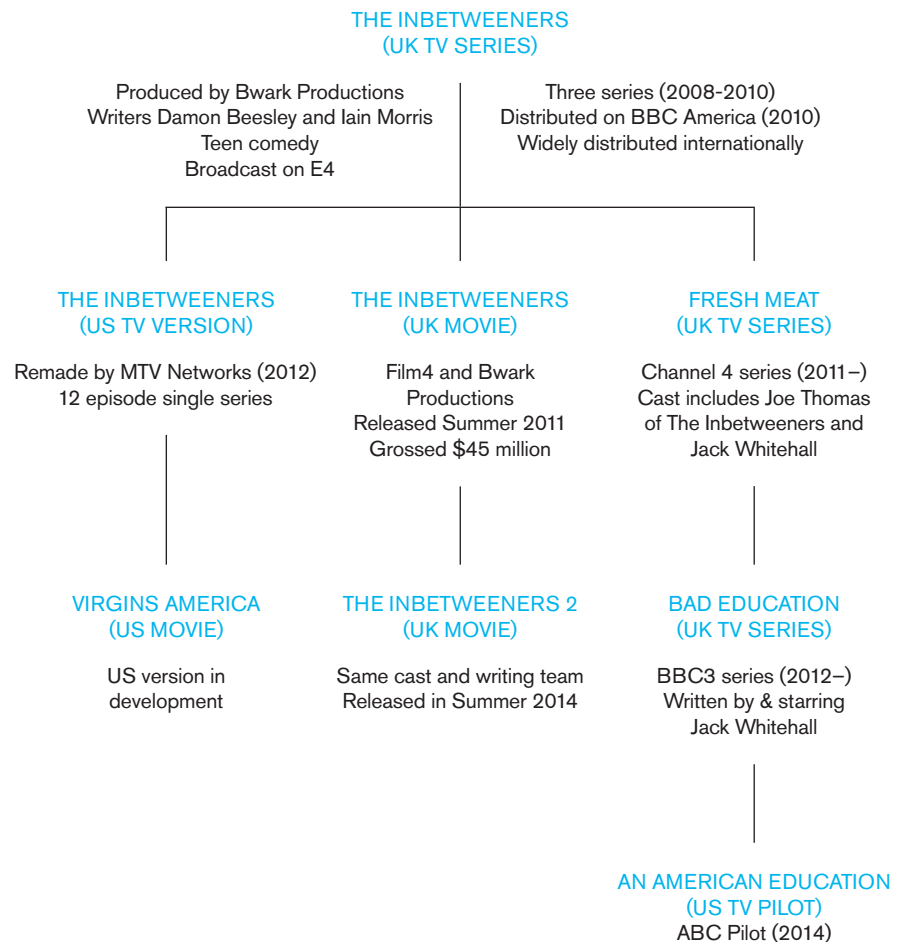 THE INBETWEENERS
(UK TV SERIES)
Produced by Bwark Productions
Writers Damon Beesley and Iain Morris
Teen comedy
Broadcast on E4
Three series (2008-2010)
Distributed on BBC America (2010)
Widely distributed internationally
THE INBETWEENERS
(US TV VERSION)
Remade by MTV Networks (2012)
12 episode single series
THE INBETWEENERS
(UK MOVIE)
Film4 and Bwark
Productions
Released Summer 2011
Grossed $45 million
FRESH MEAT
(UK TV SERIES)
Channel 4 series (2011–)
Cast includes Joe Thomas
of The Inbetweeners and
Jack Whitehall
VIRGINS AMERICA
(US MOVIE)
US version in
development
THE INBETWEENERS 2
(UK MOVIE)
Same cast and writing team
Released in Summer 2014
BAD EDUCATION
(UK TV SERIES)
BBC3 series (2012–)
Written by & starring
Jack Whitehall
AN AMERICAN EDUCATION
(US TV PILOT)
ABC Pilot (2014)